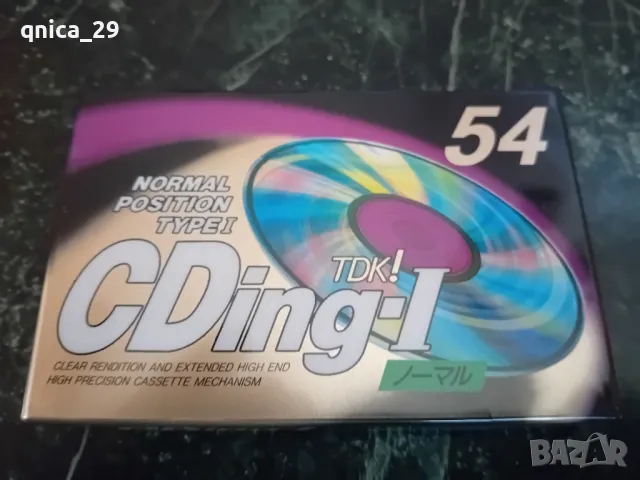 qnica_29
54
NORMAL
POSITION
TYPE I
TDK!
CDing-I
CLEAR RENDITION AND EXTENDED HIGH END
HIGH PRECISION CASSETTE MECHANISM
ノーマル
BAZAR